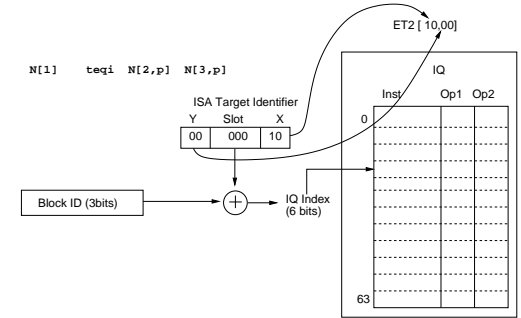 ET2 [ 10,00]
N[1] teqi N[2,p] N[3,p]
IQ
Inst Op1 Op2
ISA Target Identifier
Y Slot X
00 000 10
0
Block ID (3bits)
+
IQ Index
(6 bits)
63